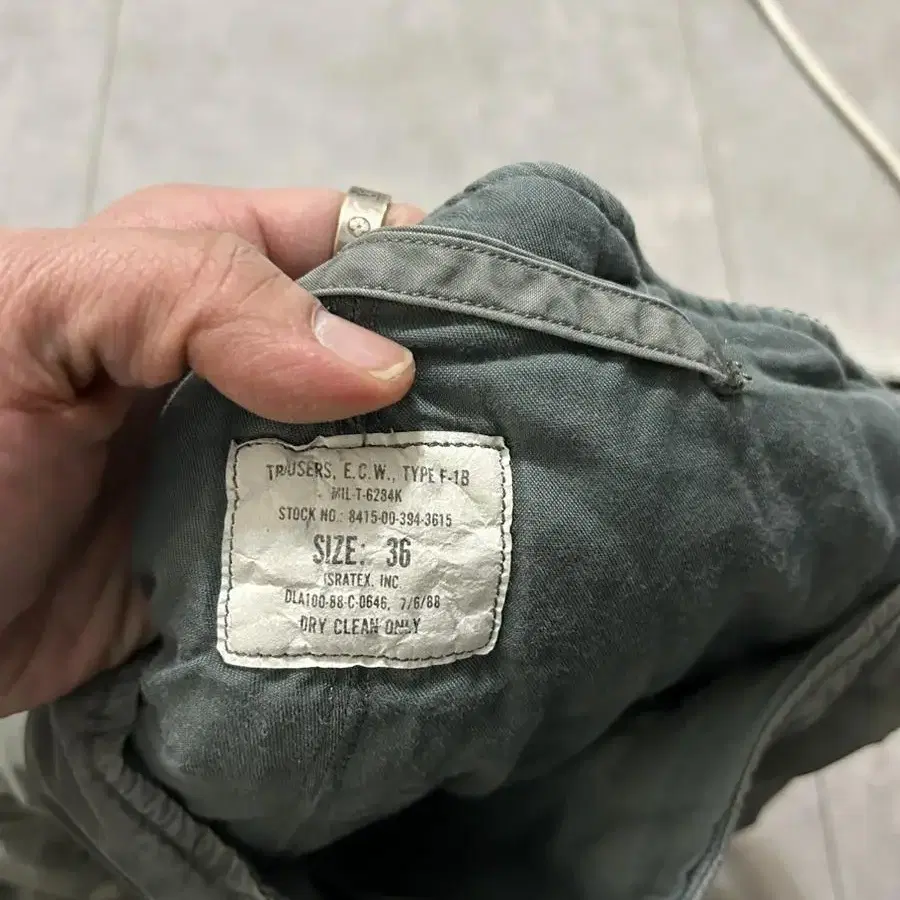 TROUSERS, E.C.W., TYPE F-1B
MIL-T-6284K
STOCK NO.: 8415-00-394-3615
SIZE: 36
ISRATEX, INC
DLA100-88-C-0646, 7/6/88
DRY CLEAN ONLY